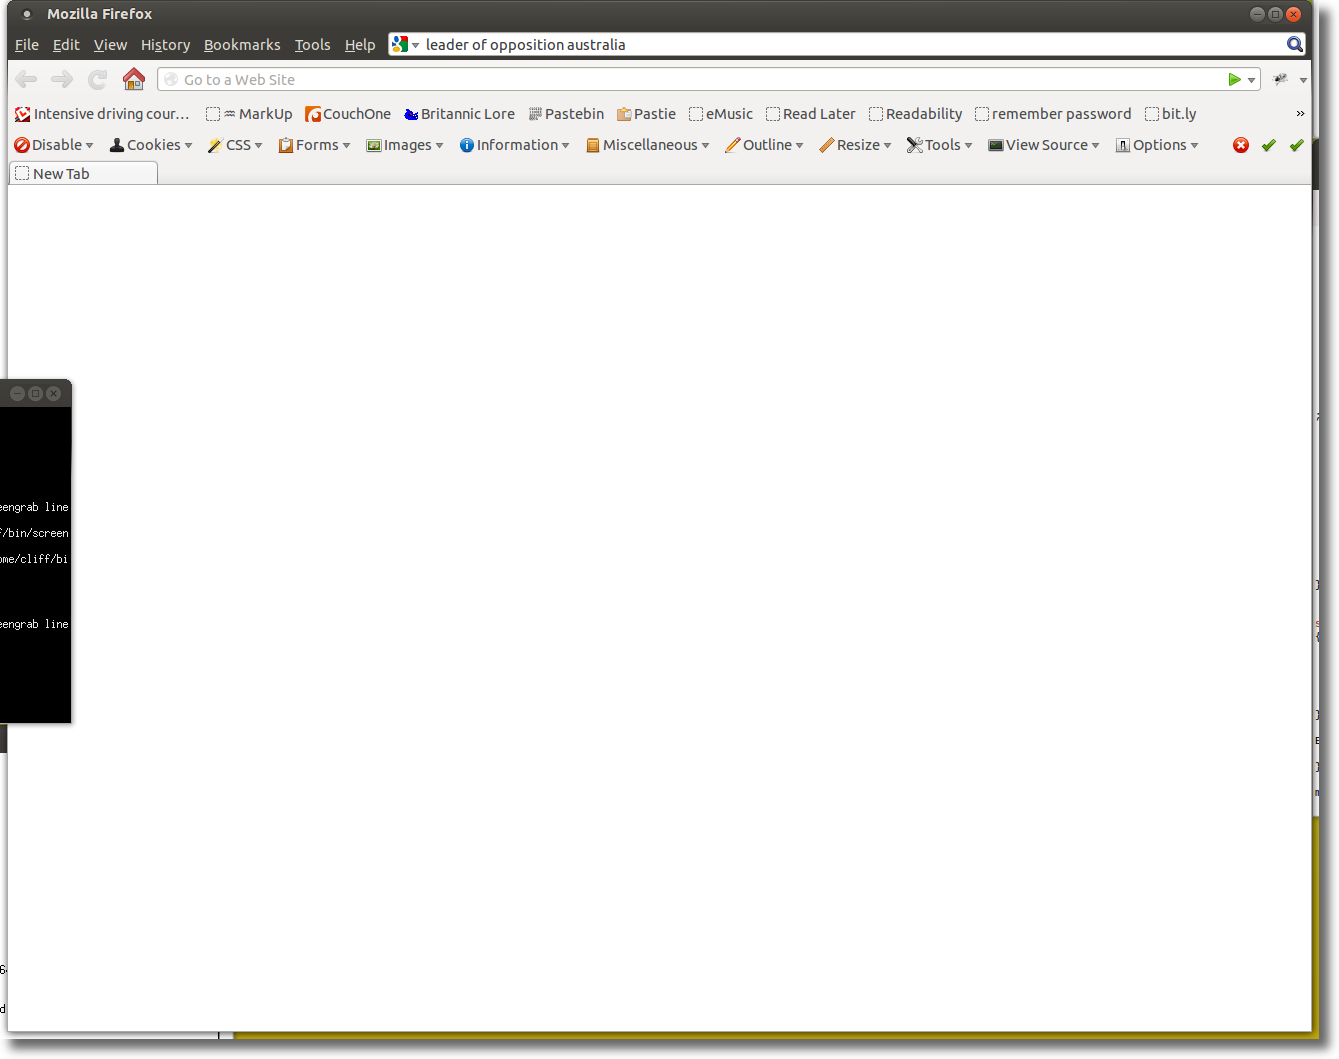 Mozilla Firefox
File Edit View History Bookmarks Tools Help leader of opposition australia
Go to a Web Site
Intensive driving cour... MarkUp CouchOne Britannic Lore Pastebin Pastie eMusic Read Later Readability remember password bit.ly »
Disable Cookies CSS Forms Images Information Miscellaneous Outline Resize Tools View Source Options
New Tab
eengrab line
/bin/screen
ome/cliff/bi
}
eengrab line
{
}
}